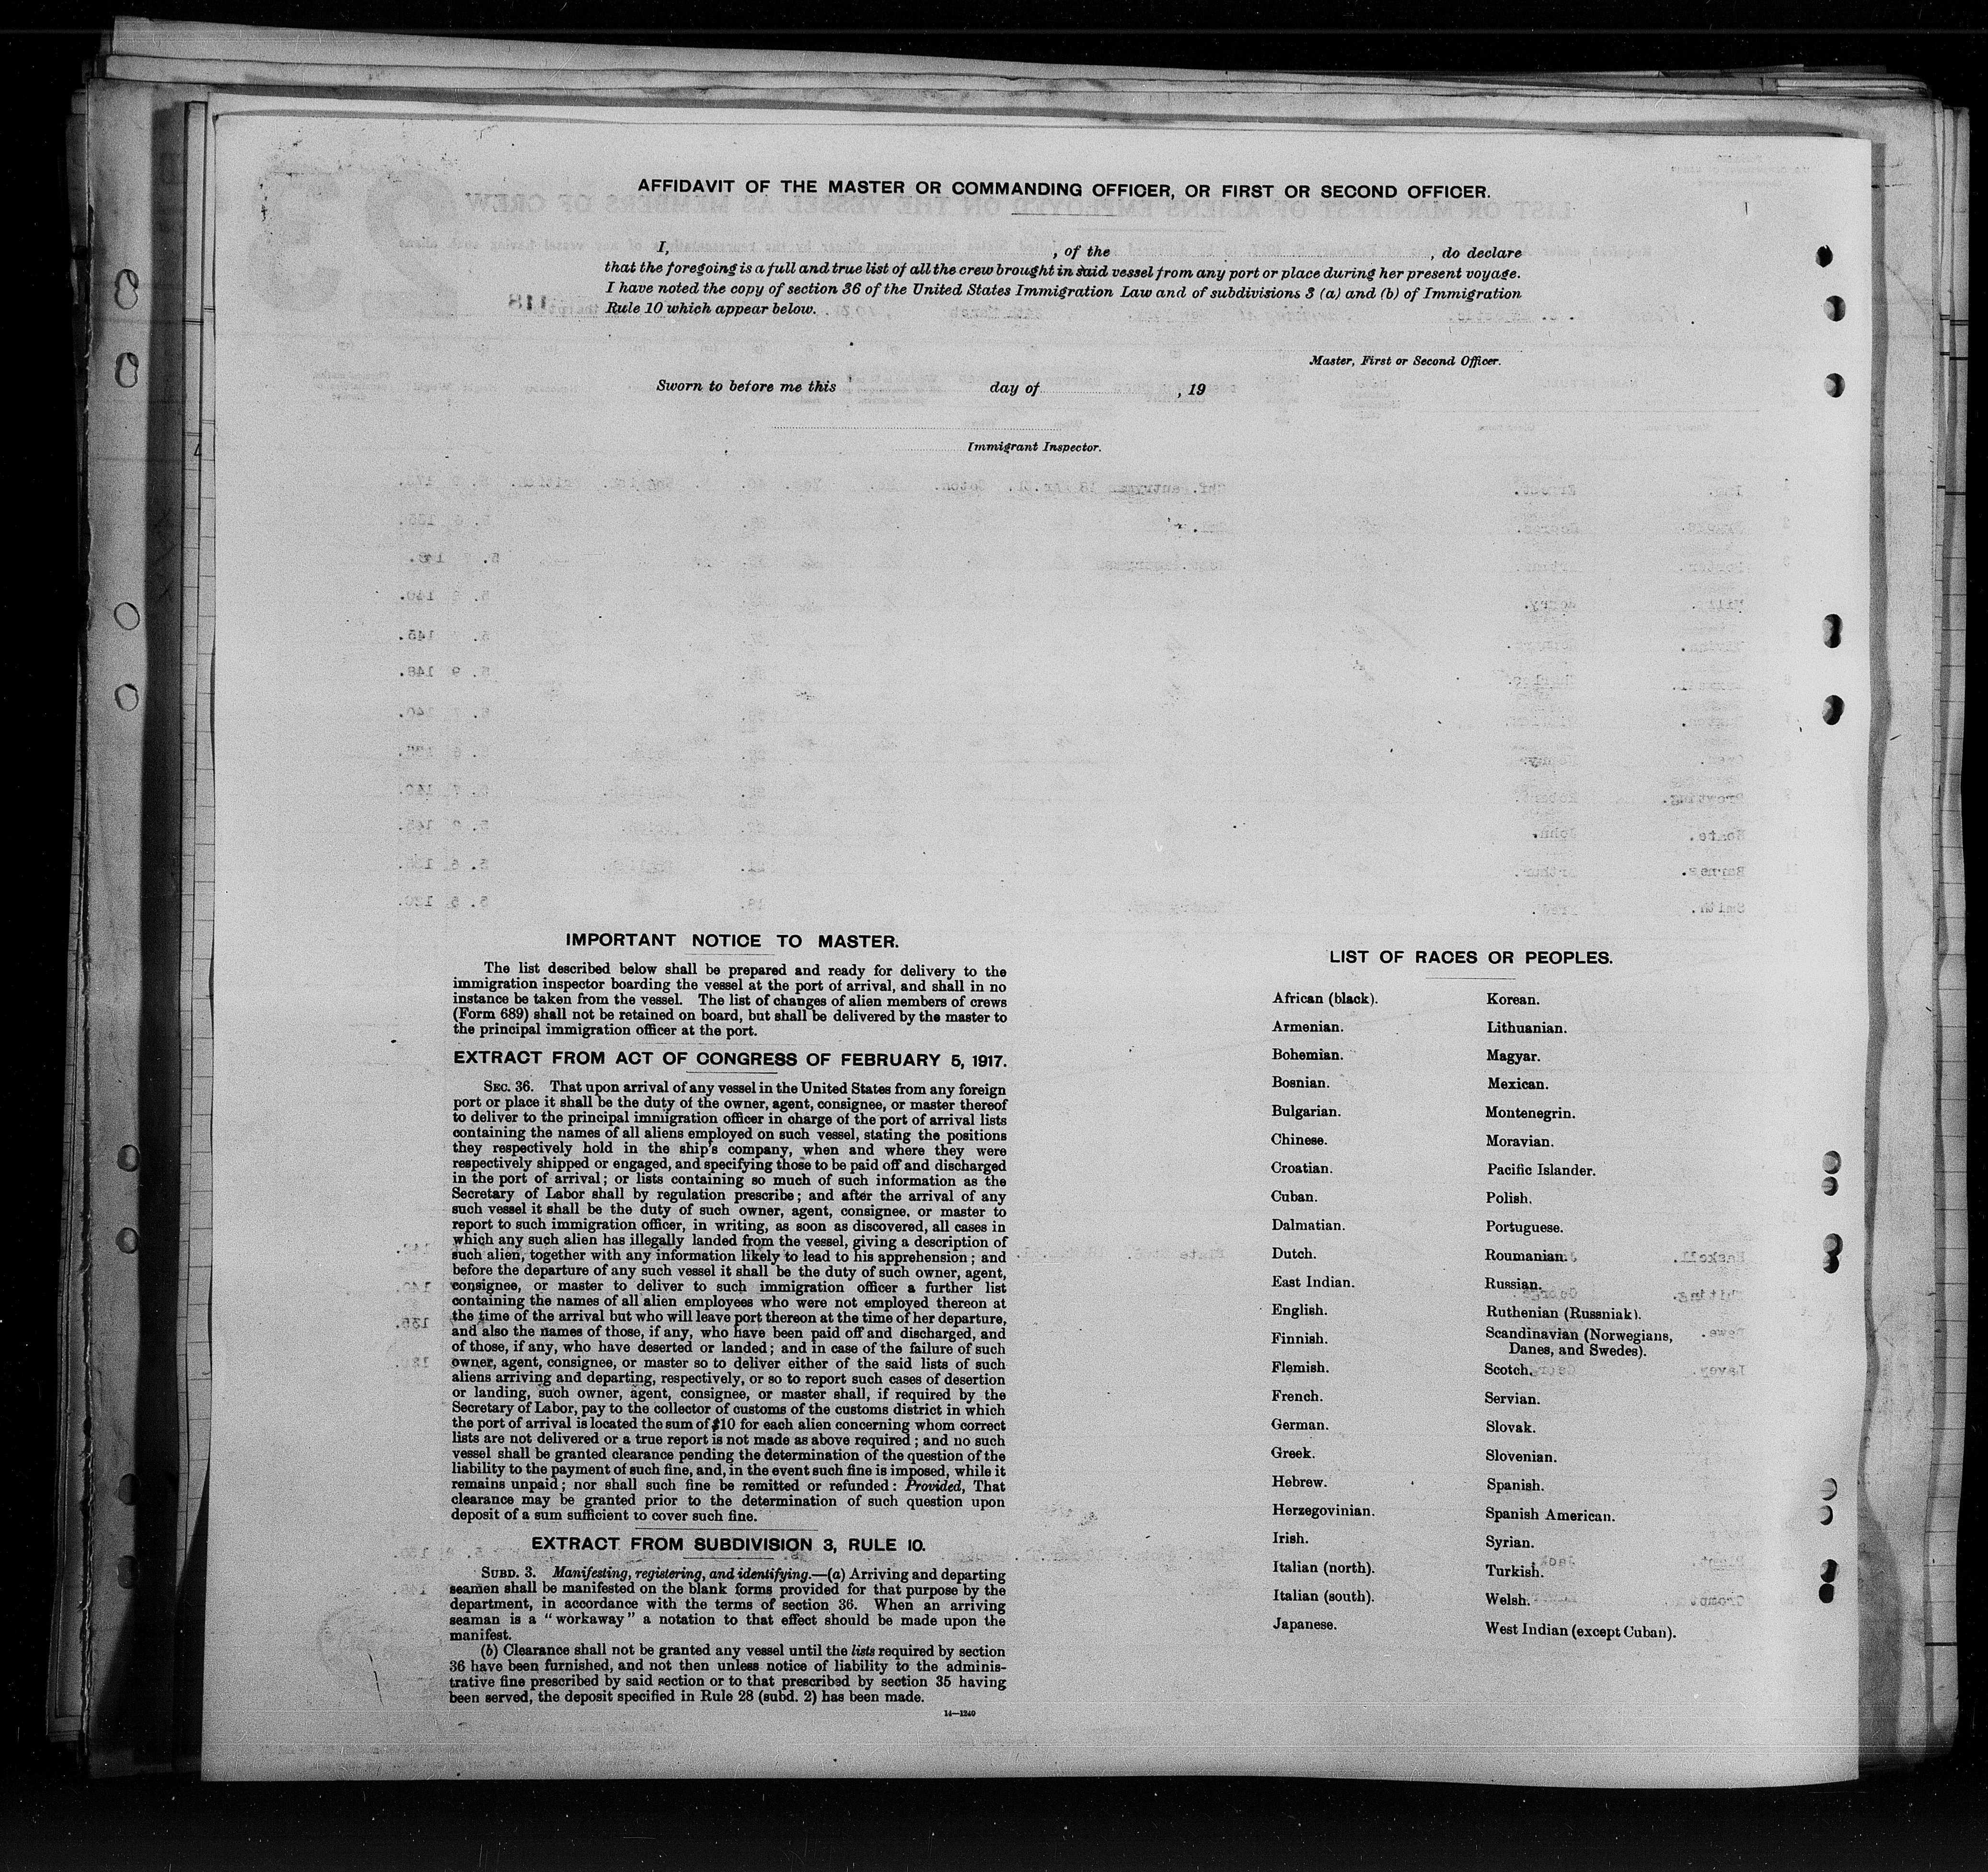 AFFIDAVIT OF THE MASTER OR COMMANDING OFFICER, OR FIRST OR SECOND OFFICER.
I, , of the , do declare
that the foregoing is a full and true list of all the crew brought in said vessel from any port or place during her present voyage.
I have noted the copy of section 36 of the United States Immigration Law and of subdivisions 3 (a) and (b) of Immigration
Rule 10 which appear below.
Master, First or Second Officer.
Sworn to before me this day of , 19
Immigrant Inspector.
IMPORTANT NOTICE TO MASTER.
The list described below shall be prepared and ready for delivery to the
immigration inspector boarding the vessel at the port of arrival, and shall in no
instance be taken from the vessel. The list of changes of alien members of crews
(Form 689) shall not be retained on board, but shall be delivered by the master to
the principal immigration officer at the port.
EXTRACT FROM ACT OF CONGRESS OF FEBRUARY 5, 1917.
SEC. 36. That upon arrival of any vessel in the United States from any foreign
port or place it shall be the duty of the owner, agent, consignee, or master thereof
to deliver to the principal immigration officer in charge of the port of arrival lists
containing the names of all aliens employed on such vessel, stating the positions
they respectively hold in the ship's company, when and where they were
respectively shipped or engaged, and specifying those to be paid off and discharged
in the port of arrival; or lists containing so much of such information as the
Secretary of Labor shall by regulation prescribe; and after the arrival of any
such vessel it shall be the duty of such owner, agent, consignee, or master to
report to such immigration officer, in writing, as soon as discovered, all cases in
which any such alien has illegally landed from the vessel, giving a description of
such alien, together with any information likely to lead to his apprehension; and
before the departure of any such vessel it shall be the duty of such owner, agent,
consignee, or master to deliver to such immigration officer a further list
containing the names of all alien employees who were not employed thereon at
the time of the arrival but who will leave port thereon at the time of her departure,
and also the names of those, if any, who have been paid off and discharged, and
of those, if any, who have deserted or landed; and in case of the failure of such
owner, agent, consignee, or master so to deliver either of the said lists of such
aliens arriving and departing, respectively, or so to report such cases of desertion
or landing, such owner, agent, consignee, or master shall, if required by the
Secretary of Labor, pay to the collector of customs of the customs district in which
the port of arrival is located the sum of $10 for each alien concerning whom correct
lists are not delivered or a true report is not made as above required; and no such
vessel shall be granted clearance pending the determination of the question of the
liability to the payment of such fine, and, in the event such fine is imposed, while it
remains unpaid; nor shall such fine be remitted or refunded: Provided, That
clearance may be granted prior to the determination of such question upon
deposit of a sum sufficient to cover such fine.
EXTRACT FROM SUBDIVISION 3, RULE 10.
SUBD. 3. Manifesting, registering, and identifying.—(a) Arriving and departing
seamen shall be manifested on the blank forms provided for that purpose by the
department, in accordance with the terms of section 36. When an arriving
seaman is a "workaway" a notation to that effect should be made upon the
manifest.
(b) Clearance shall not be granted any vessel until the lists required by section
36 have been furnished, and not then unless notice of liability to the adminis-
trative fine prescribed by said section or to that prescribed by section 35 having
been served, the deposit specified in Rule 28 (subd. 2) has been made.
14—1240
LIST OF RACES OR PEOPLES.
African (black).
Armenian.
Bohemian.
Bosnian.
Bulgarian.
Chinese.
Croatian.
Cuban.
Dalmatian.
Dutch.
East Indian.
English.
Finnish.
Flemish.
French.
German.
Greek.
Hebrew.
Herzegovinian.
Irish.
Italian (north).
Italian (south).
Japanese.
Korean.
Lithuanian.
Magyar.
Mexican.
Montenegrin.
Moravian.
Pacific Islander.
Polish.
Portuguese.
Roumanian.
Russian.
Ruthenian (Russniak).
Scandinavian (Norwegians,
Danes, and Swedes).
Scotch.
Servian.
Slovak.
Slovenian.
Spanish.
Spanish American.
Syrian.
Turkish.
Welsh.
West Indian (except Cuban).